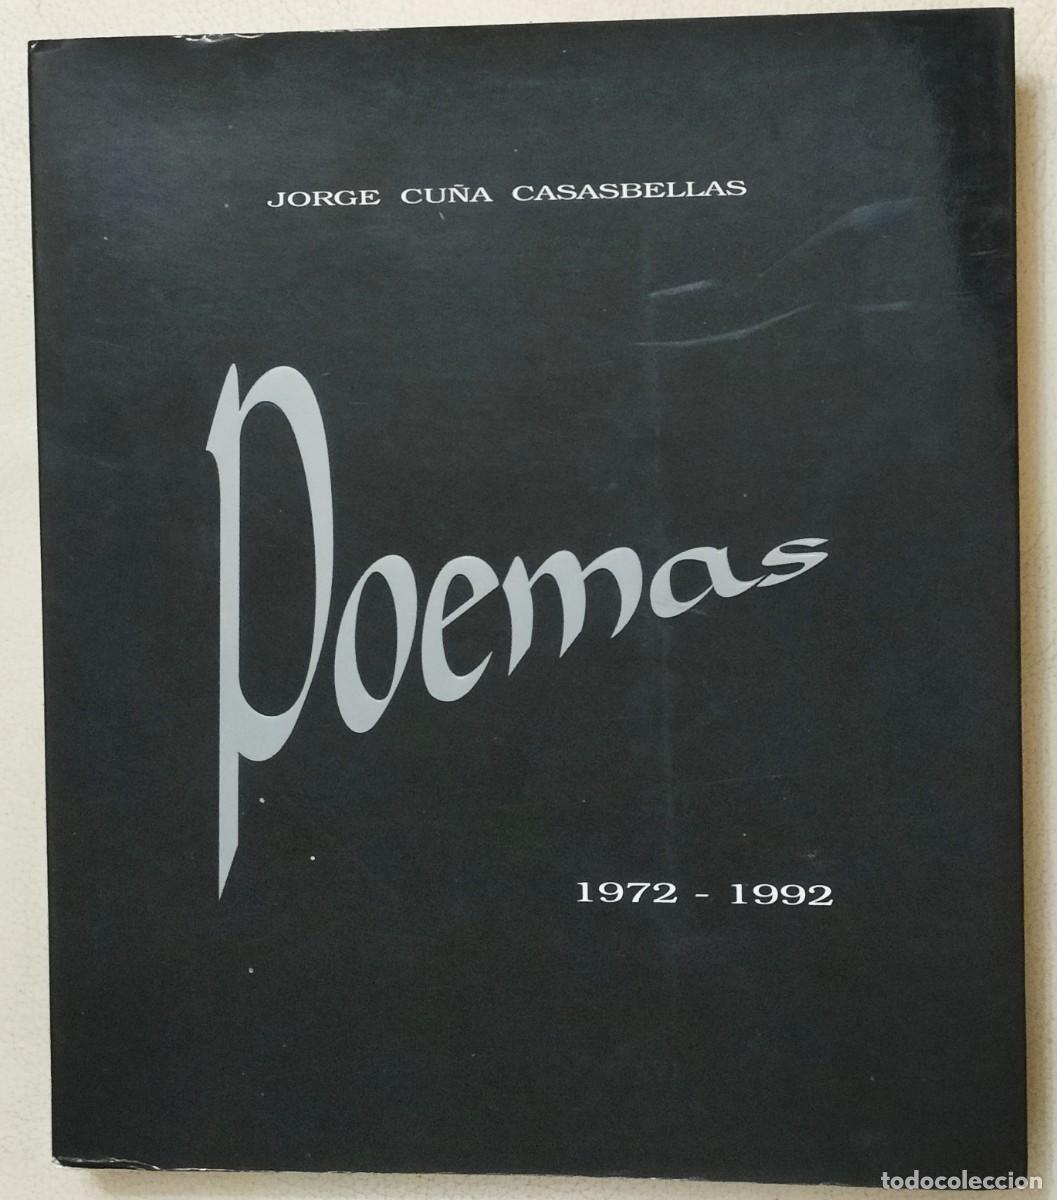 JORGE CUÑA CASASBELLAS
Poemas
1972 - 1992
todocoleccion